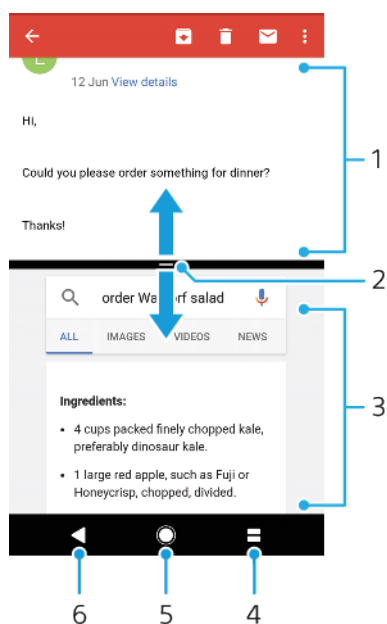 12 Jun View details
Hi,
1
Could you please order something for dinner?
Thanks!
2
order Wa rf salad
ALL IMAGES VIDEOS NEWS
Ingredients:
3
• 4 cups packed finely chopped kale,
preferably dinosaur kale.
• 1 large red apple, such as Fuji or
Honeycrisp, chopped, divided.
6 5 4